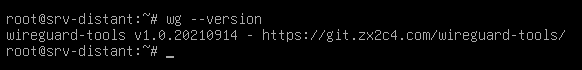 root@srv-distant:~# wg --version
wireguard-tools v1.0.20210914 - https://git.zx2c4.com/wireguard-tools/
root@srv-distant:~# _